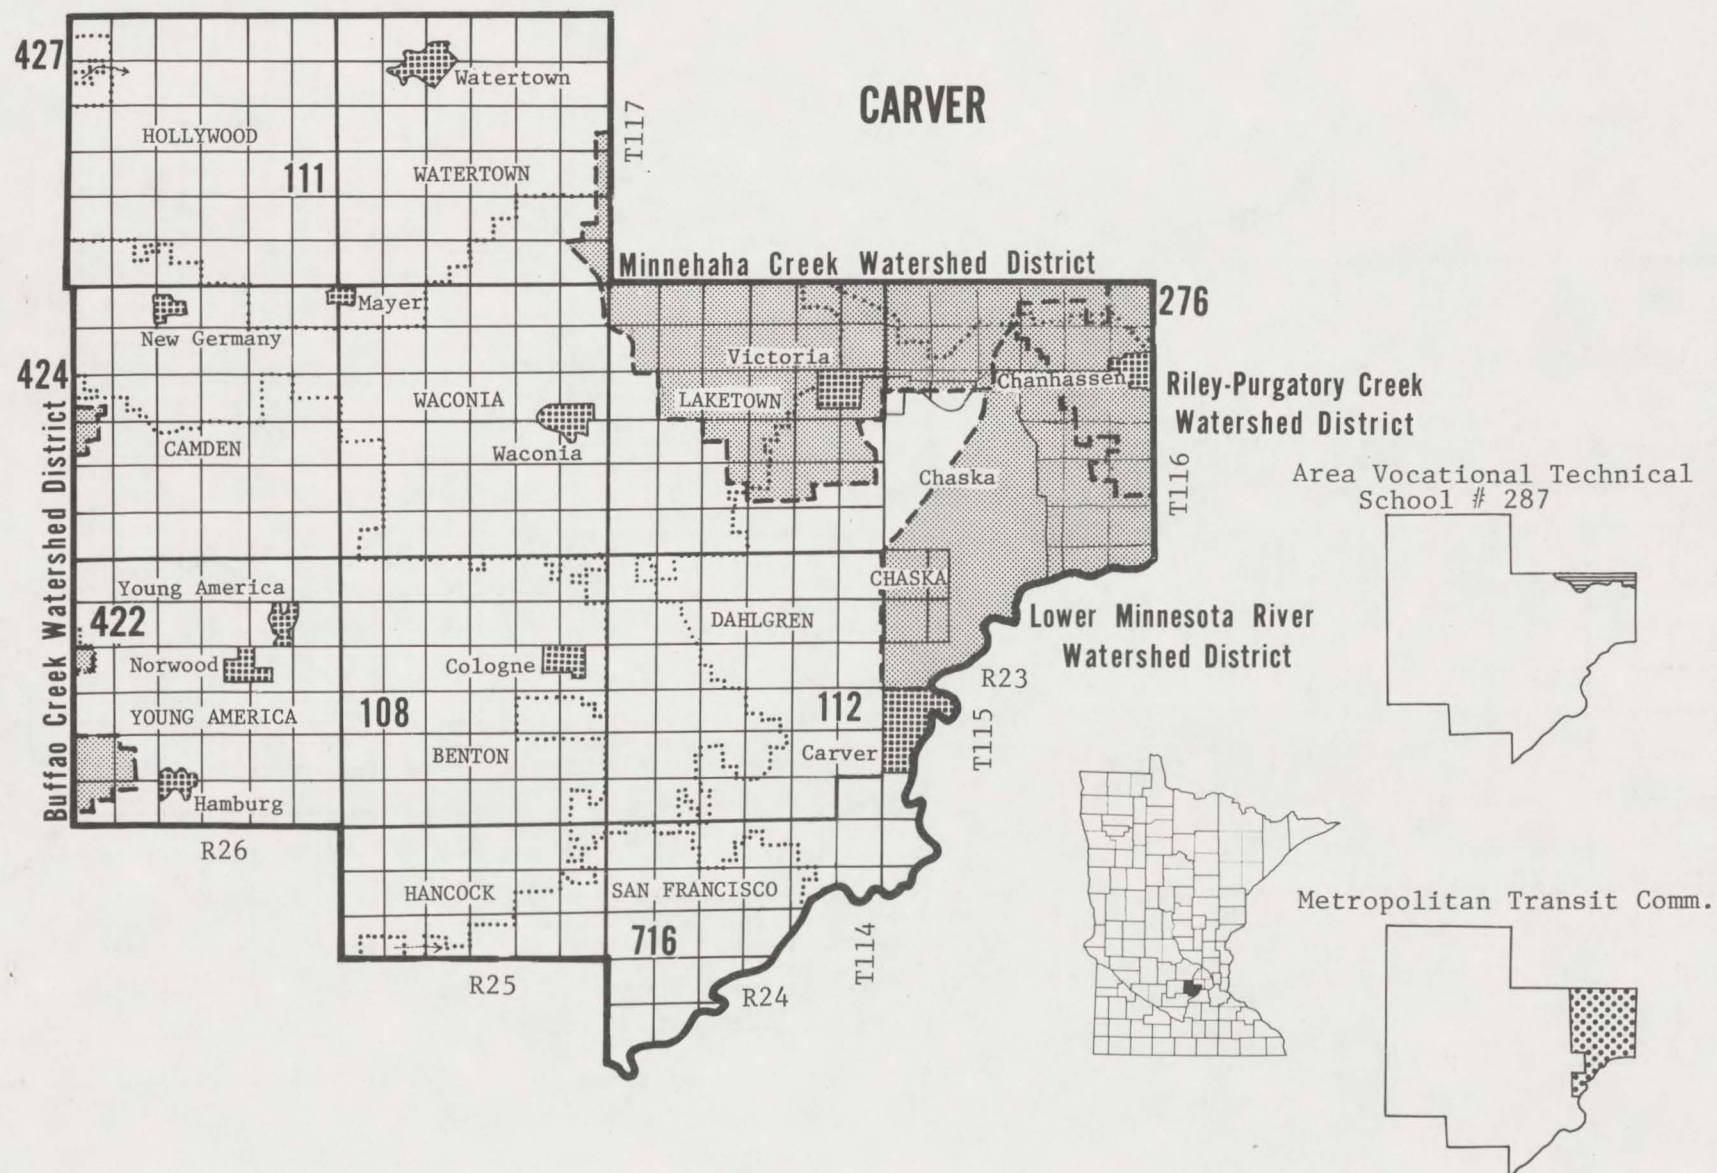 CARVER
427
Watertown
T117
HOLLYWOOD
111
WATERTOWN
Minnehaha Creek Watershed District
276
Mayer
New Germany
Victoria
424
Chanhassen
Riley-Purgatory Creek
Watershed District
WACONIA
LAKETOWN
CAMDEN
Waconia
Chaska
T116
Area Vocational Technical
School # 287
Buffao Creek Watershed District
Young America
CHASKA
422
DAHLGREN
Lower Minnesota River
Watershed District
Norwood
Cologne
R23
YOUNG AMERICA
108
112
T115
BENTON
Carver
Hamburg
R26
HANCOCK
SAN FRANCISCO
Metropolitan Transit Comm.
716
T114
R25
R24